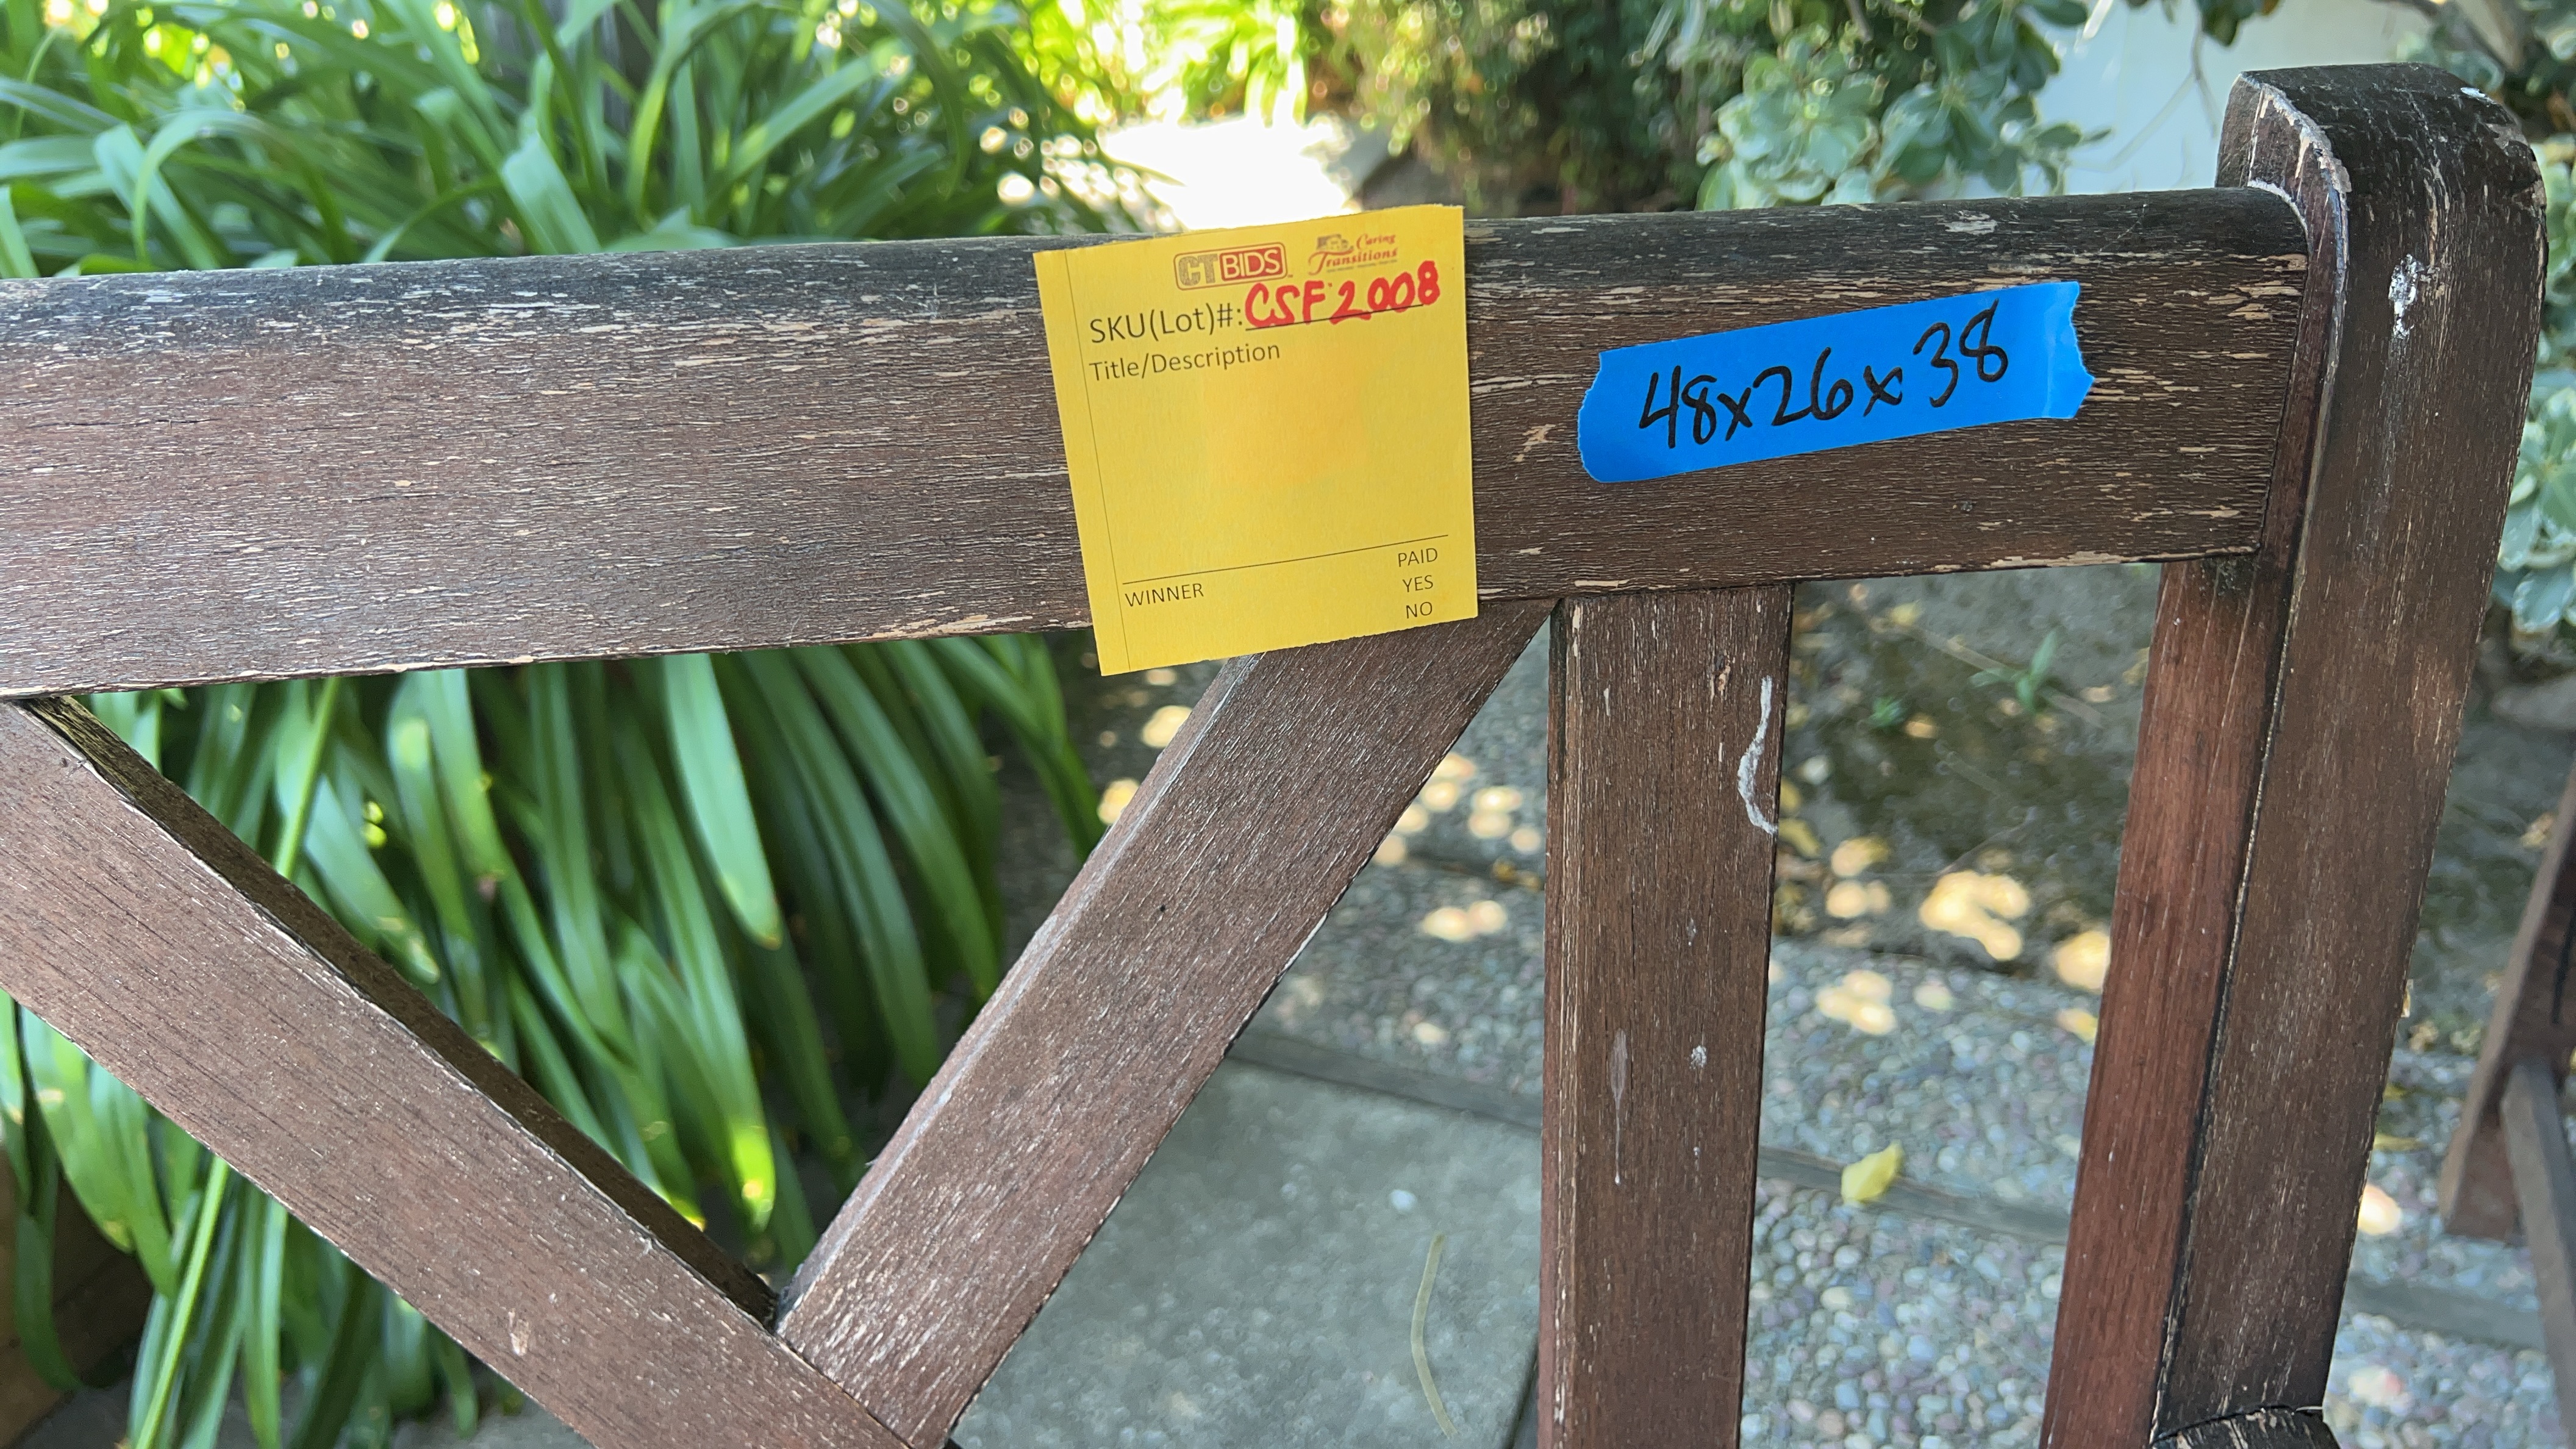 CTBIDS
Caring Transitions
SKU(Lot)#: CSF2008
Title/Description
WINNER
PAID
YES
NO
48x26x38